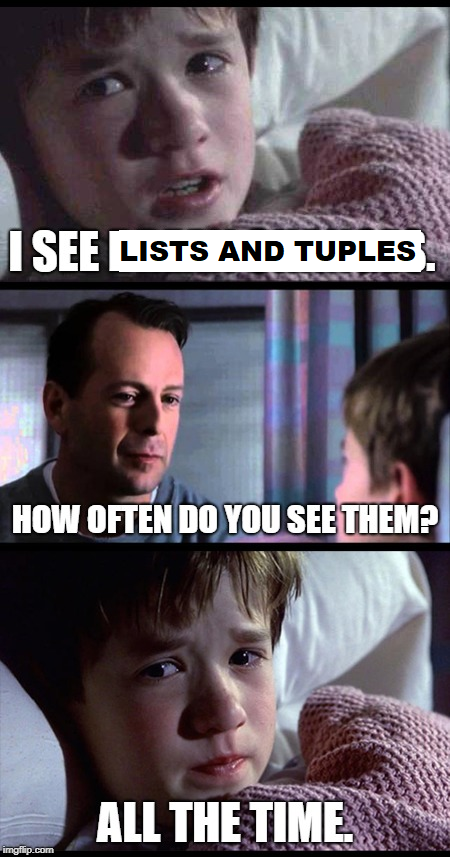 I SEE LISTS AND TUPLES.
HOW OFTEN DO YOU SEE THEM?
ALL THE TIME.
imgflip.com